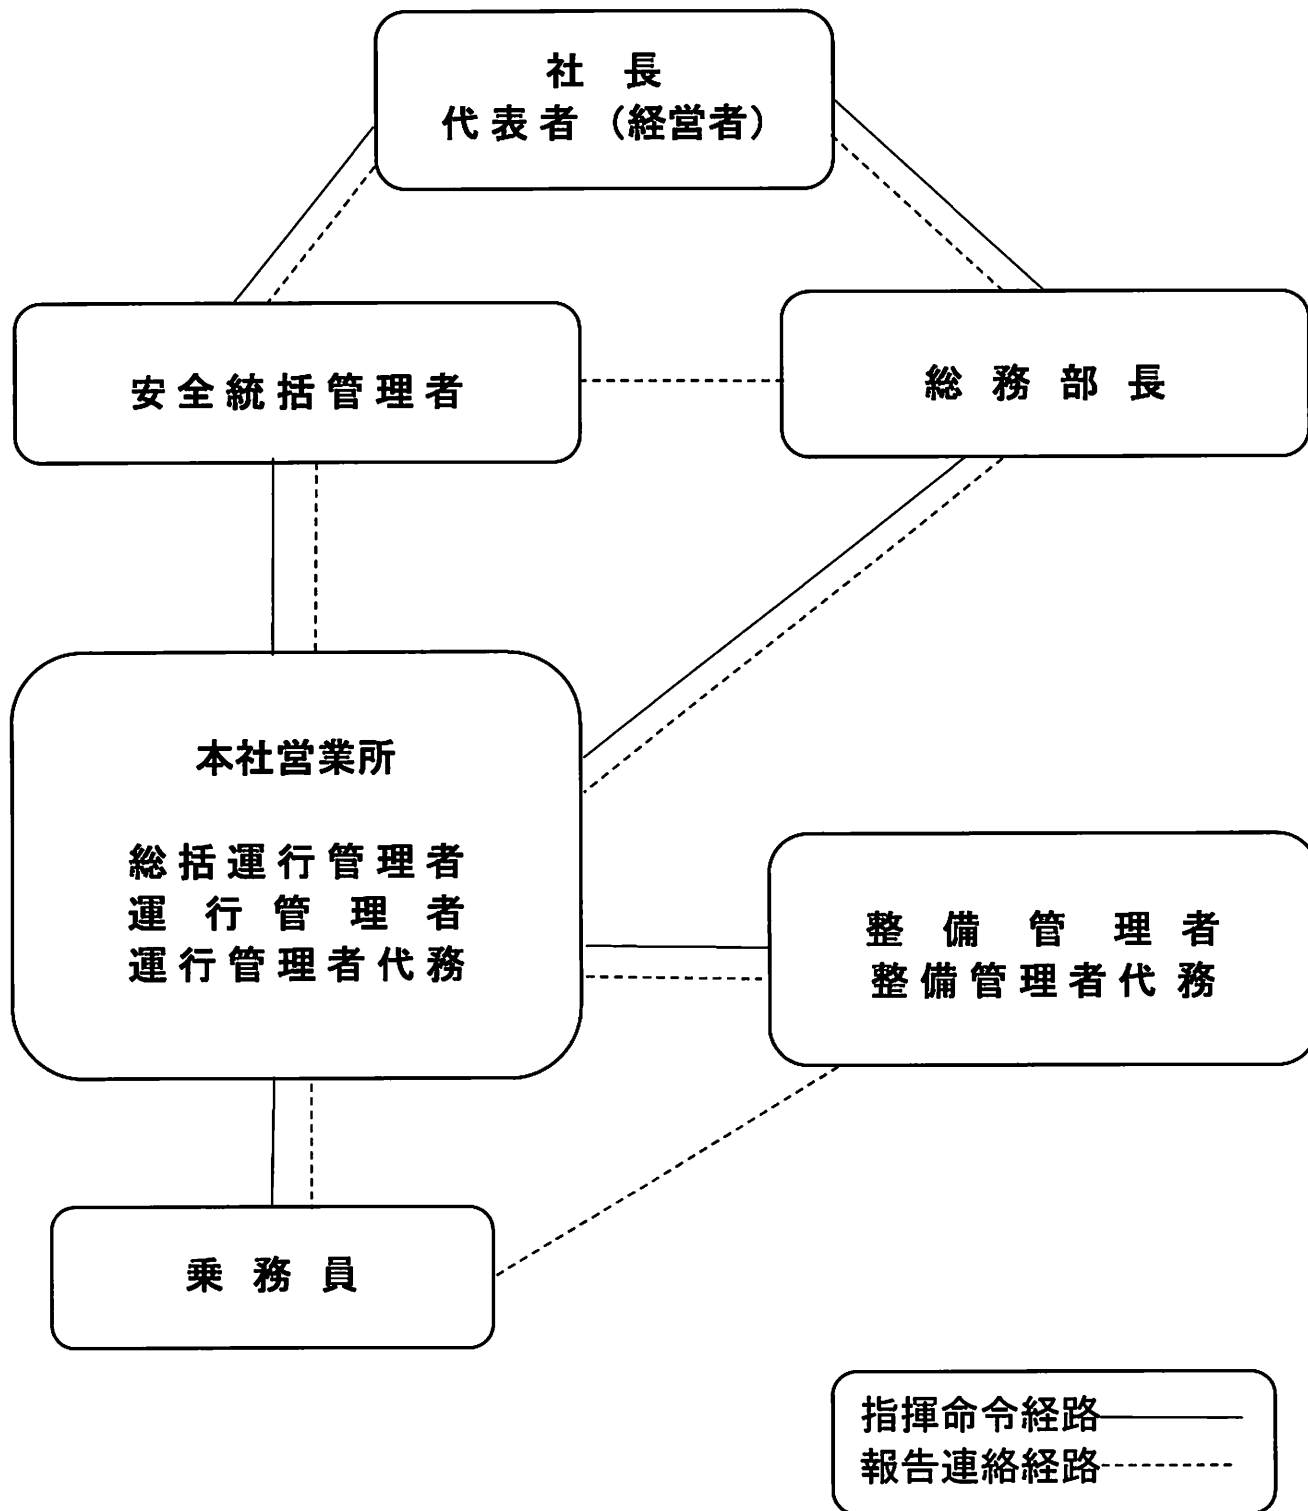 社長
代表者（経営者）
安全統括管理者
総務部長
本社営業所
総括運行管理者
運行管理者
運行管理者代務
整備管理者
整備管理者代務
乗務員
指揮命令経路
報告連絡経路